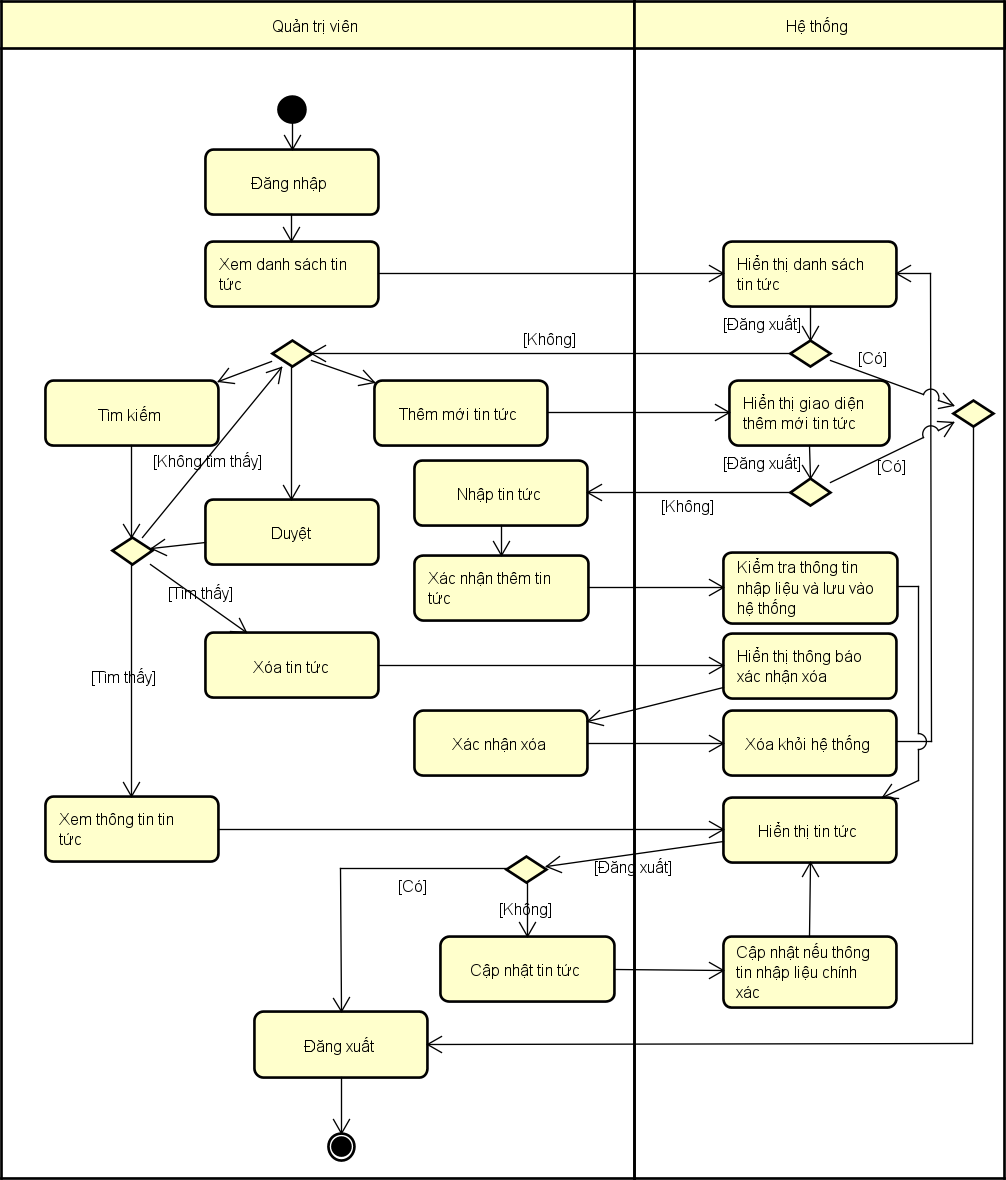 Quản trị viên
Hệ thống
Đăng nhập
Xem danh sách tin
tức
Hiển thị danh sách
tin tức
[Đăng xuất]
[Không]
[Có]
Tìm kiếm
Thêm mới tin tức
Hiển thị giao diện
thêm mới tin tức
[Không tìm thấy]
[Đăng xuất]
[Có]
Nhập tin tức
[Không]
Duyệt
Xác nhận thêm tin
tức
Kiểm tra thông tin
nhập liệu và lưu vào
hệ thống
[Tìm thấy]
Xóa tin tức
Hiển thị thông báo
xác nhận xóa
[Tìm thấy]
Xác nhận xóa
Xóa khỏi hệ thống
Xem thông tin tin
tức
Hiển thị tin tức
[Đăng xuất]
[Có]
[Không]
Cập nhật tin tức
Cập nhật nếu thông
tin nhập liệu chính
xác
Đăng xuất